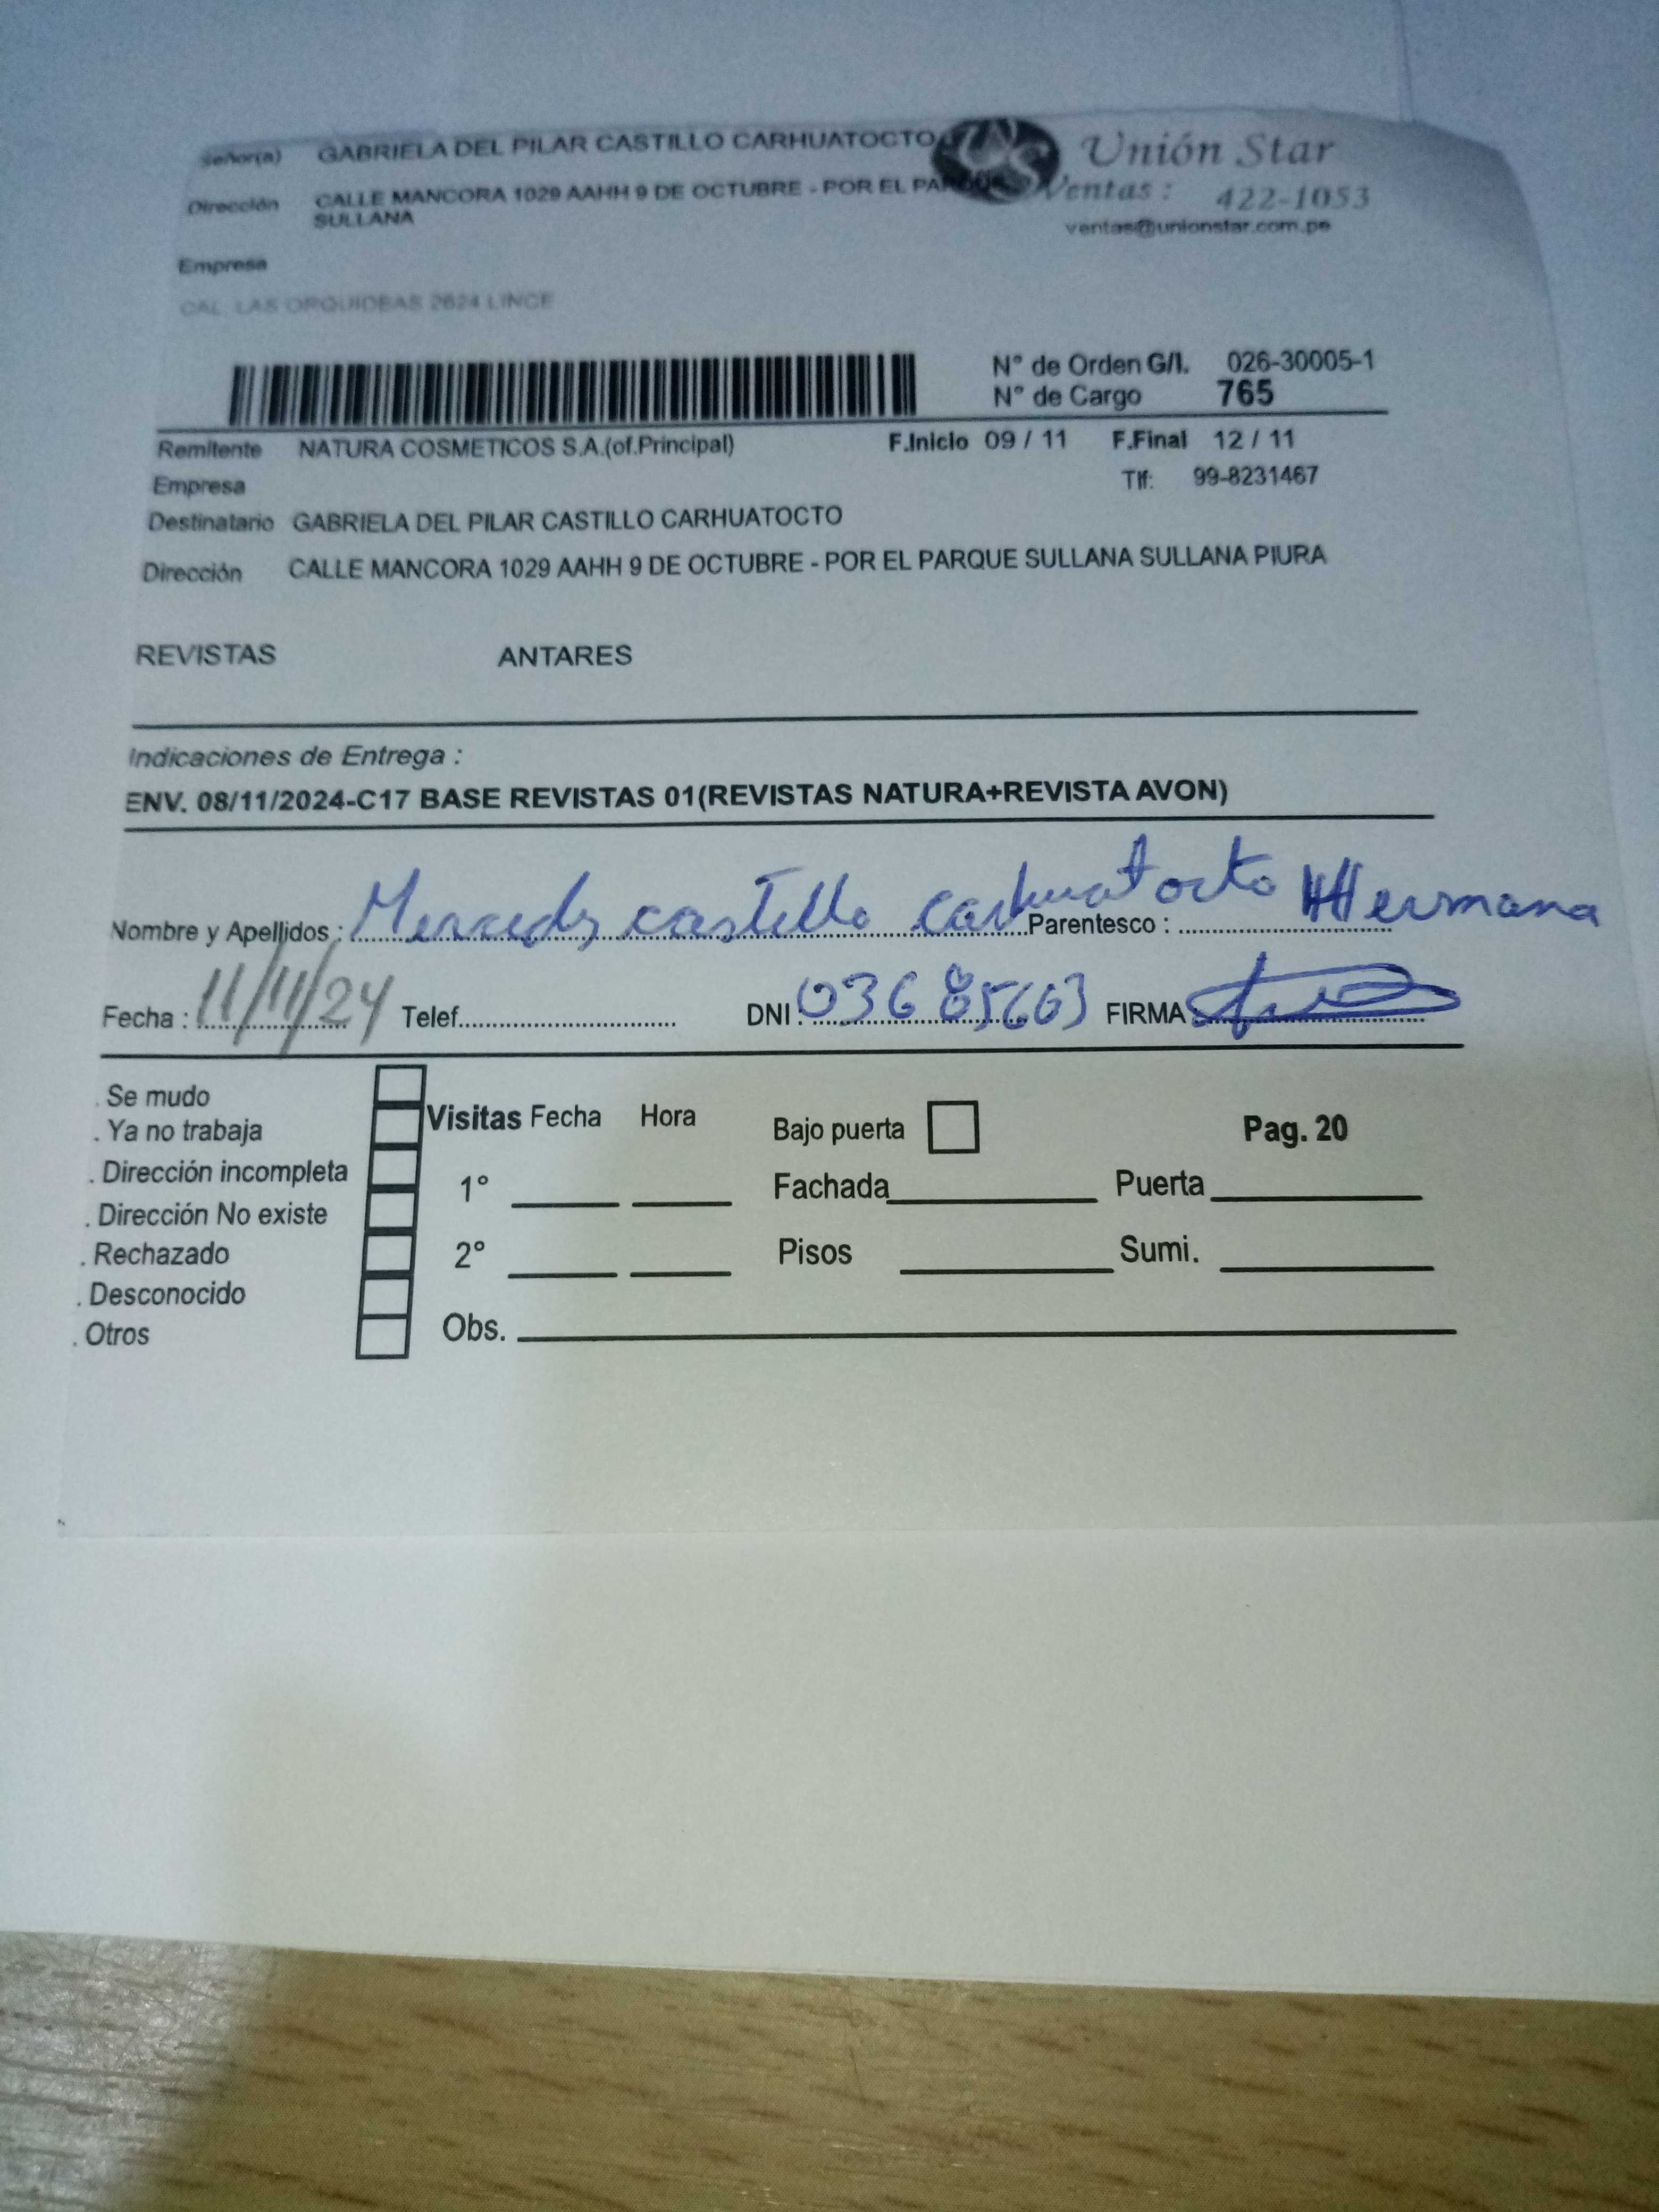 Señor(a) GABRIELA DEL PILAR CASTILLO CARHUATOCTO
Unión Star
Dirección CALLE MANCORA 1029 AAHH 9 DE OCTUBRE - POR EL PARQUE
SULLANA
Ventas : 422-1053
ventas@unionstar.com.pe
Empresa
CAL. LAS ORQUIDEAS 2624 LINCE
N° de Orden G/I. 026-30005-1
N° de Cargo 765
Remitente NATURA COSMETICOS S.A.(of.Principal) F.Inicio 09 / 11 F.Final 12 / 11
Empresa Tlf: 99-8231467
Destinatario GABRIELA DEL PILAR CASTILLO CARHUATOCTO
Dirección CALLE MANCORA 1029 AAHH 9 DE OCTUBRE - POR EL PARQUE SULLANA SULLANA PIURA
REVISTAS ANTARES
Indicaciones de Entrega :
ENV. 08/11/2024-C17 BASE REVISTAS 01(REVISTAS NATURA+REVISTA AVON)
Nombre y Apellidos : Mercedes castillo carhuatocto Parentesco : Hermana
Fecha : 11/11/24 Telef. DNI : 03685663 FIRMA :
. Se mudo
. Ya no trabaja
. Dirección incompleta
. Dirección No existe
. Rechazado
. Desconocido
. Otros
Visitas Fecha Hora Bajo puerta Pag. 20
1° Fachada Puerta
2° Pisos Sumi.
Obs.